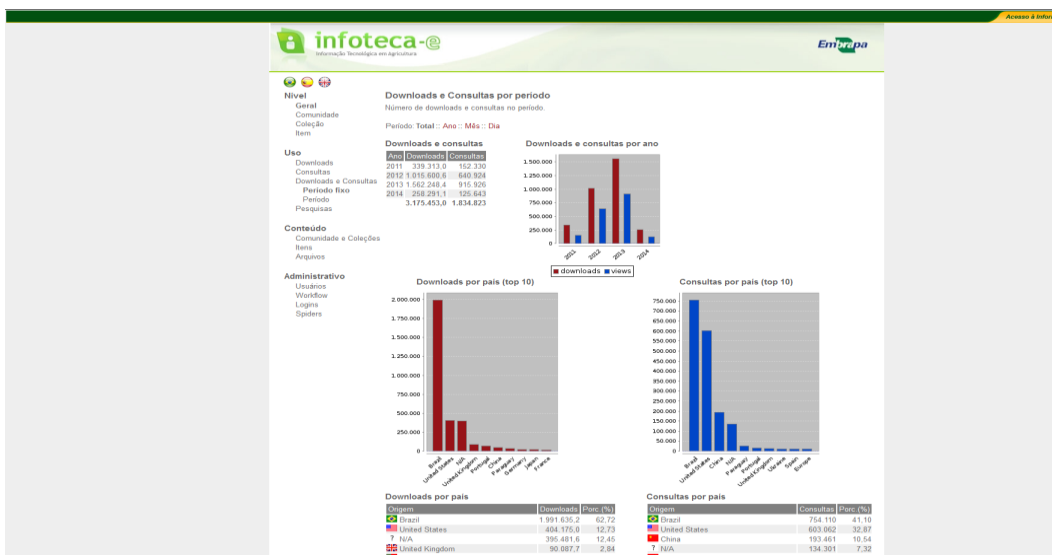 Acesso à Infor
infoteca-e
Informação Tecnológica em Agricultura
Embrapa
Nível
Geral
Comunidade
Coleção
Item
Uso
Downloads
Consultas
Downloads e Consultas
Período fixo
Período
Pesquisas
Conteúdo
Comunidade e Coleções
Itens
Arquivos
Administrativo
Usuários
Workflow
Logins
Spiders
Downloads e Consultas por período
Número de downloads e consultas no período.
Período: Total :: Ano :: Mês :: Dia
Downloads e consultas
Ano Downloads Consultas
2011 339.313,0 152.330
2012 1.015.600,6 640.924
2013 1.562.248,4 915.926
2014 258.291,1 125.643
3.175.453,0 1.834.823
Downloads e consultas por ano
1.500.000
1.250.000
1.000.000
750.000
500.000
250.000
0
2011 2012 2013 2014
downloads views
Downloads por país (top 10)
2.000.000
1.750.000
1.500.000
1.250.000
1.000.000
750.000
500.000
250.000
0
Brazil United States N/A United Kingdom Portugal China Paraguay Germany Japan France
Consultas por país (top 10)
750.000
700.000
650.000
600.000
550.000
500.000
450.000
400.000
350.000
300.000
250.000
200.000
150.000
100.000
50.000
0
Brazil United States China N/A Paraguay Portugal United Kingdom Ukraine Spain Europe
Downloads por país
Origem Downloads Porc.(%)
Brazil 1.991.635,2 62,72
United States 404.175,0 12,73
? N/A 395.481,6 12,45
United Kingdom 90.087,7 2,84
Consultas por país
Origem Consultas Porc.(%)
Brazil 754.110 41,10
United States 603.062 32,87
China 193.461 10,54
? N/A 134.301 7,32